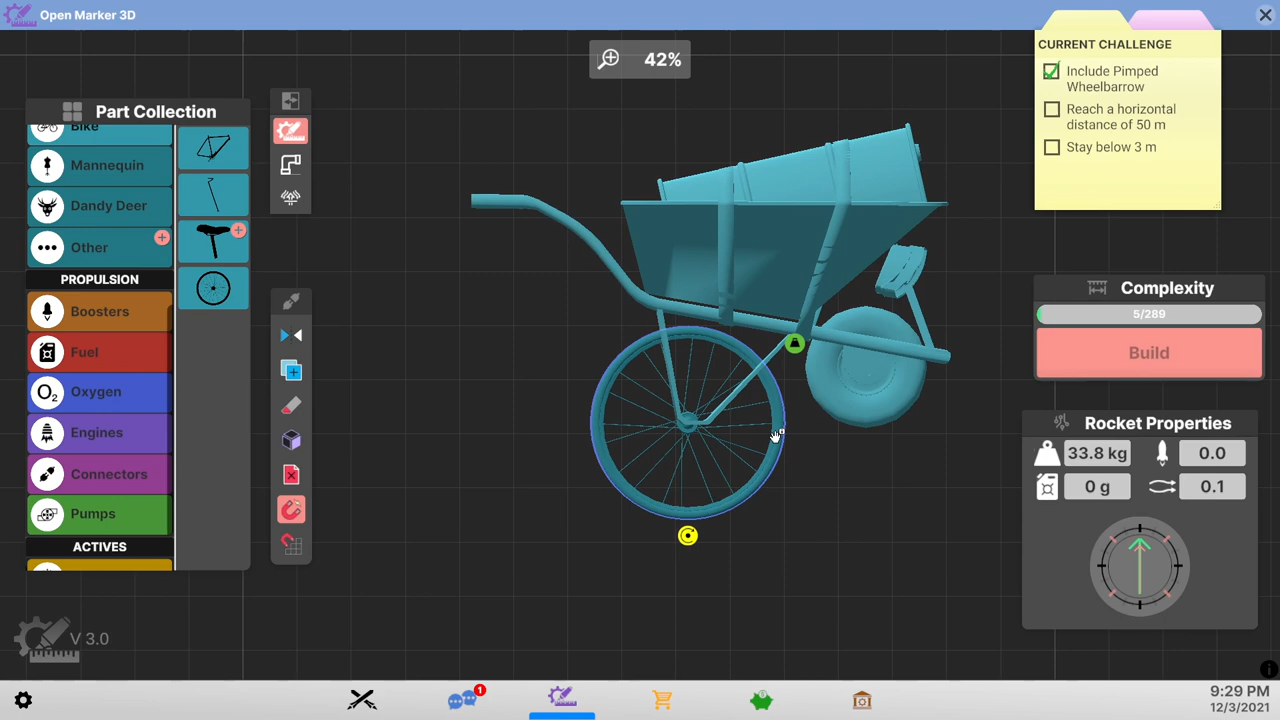 Open Marker 3D
42%
CURRENT CHALLENGE
Include Pimped
Wheelbarrow
Reach a horizontal
distance of 50 m
Stay below 3 m
Part Collection
Bike
Mannequin
Dandy Deer
Other
PROPULSION
Boosters
Fuel
O2 Oxygen
Engines
Connectors
Pumps
ACTIVES
Complexity
5/289
Build
Rocket Properties
33.8 kg
0.0
0 g
0.1
V 3.0
1
9:29 PM
12/3/2021